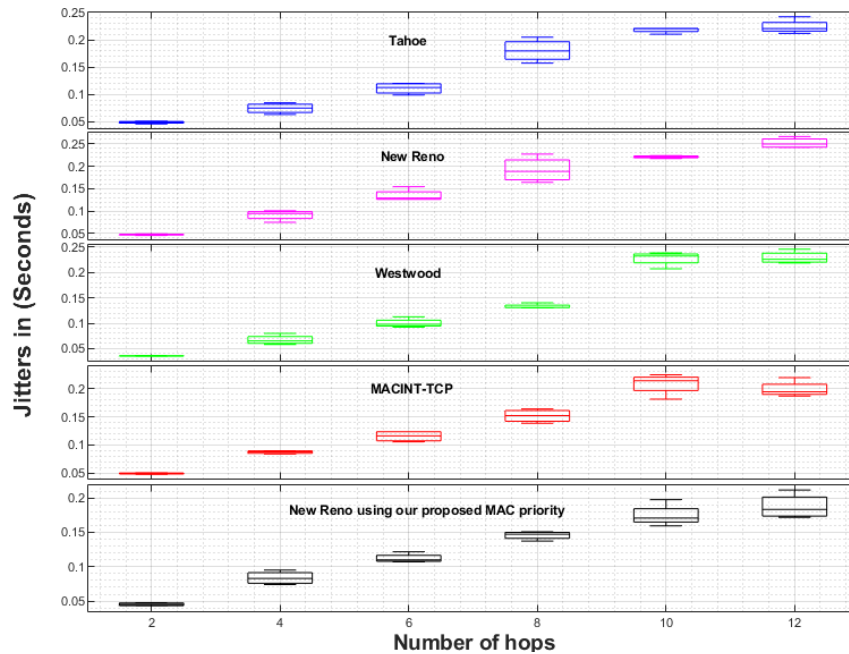 Jitters in (Seconds)
0.25
0.2
0.15
0.1
0.05
Tahoe
0.25
0.2
0.15
0.1
0.05
New Reno
0.25
0.2
0.15
0.1
0.05
Westwood
0.2
0.15
0.1
0.05
MACINT-TCP
0.2
0.15
0.1
0.05
New Reno using our proposed MAC priority
2 4 6 8 10 12
Number of hops